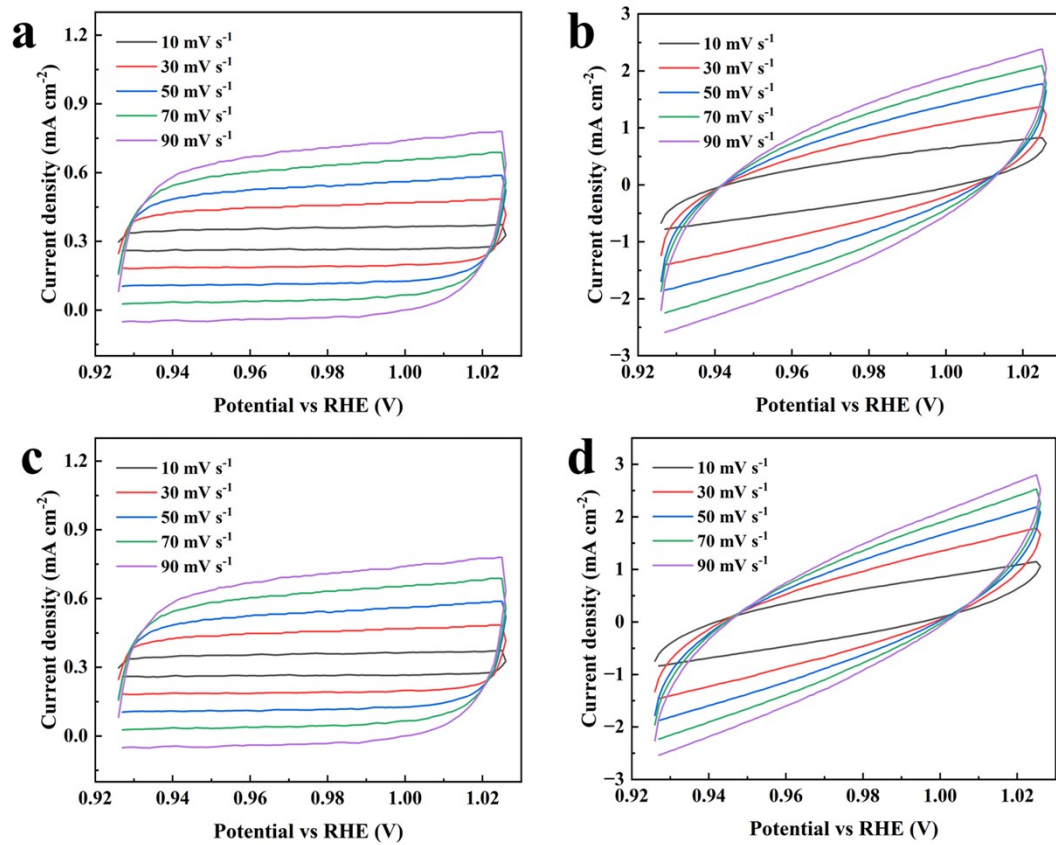 a
10 mV s⁻¹
30 mV s⁻¹
50 mV s⁻¹
70 mV s⁻¹
90 mV s⁻¹
Current density (mA cm⁻²)
1.2
0.9
0.6
0.3
0.0
0.92 0.94 0.96 0.98 1.00 1.02
Potential vs RHE (V)
b
10 mV s⁻¹
30 mV s⁻¹
50 mV s⁻¹
70 mV s⁻¹
90 mV s⁻¹
Current density (mA cm⁻²)
3
2
1
0
−1
−2
−3
0.92 0.94 0.96 0.98 1.00 1.02
Potential vs RHE (V)
c
10 mV s⁻¹
30 mV s⁻¹
50 mV s⁻¹
70 mV s⁻¹
90 mV s⁻¹
Current density (mA cm⁻²)
1.2
0.9
0.6
0.3
0.0
0.92 0.94 0.96 0.98 1.00 1.02
Potential vs RHE (V)
d
10 mV s⁻¹
30 mV s⁻¹
50 mV s⁻¹
70 mV s⁻¹
90 mV s⁻¹
Current density (mA cm⁻²)
3
2
1
0
−1
−2
−3
0.92 0.94 0.96 0.98 1.00 1.02
Potential vs RHE (V)